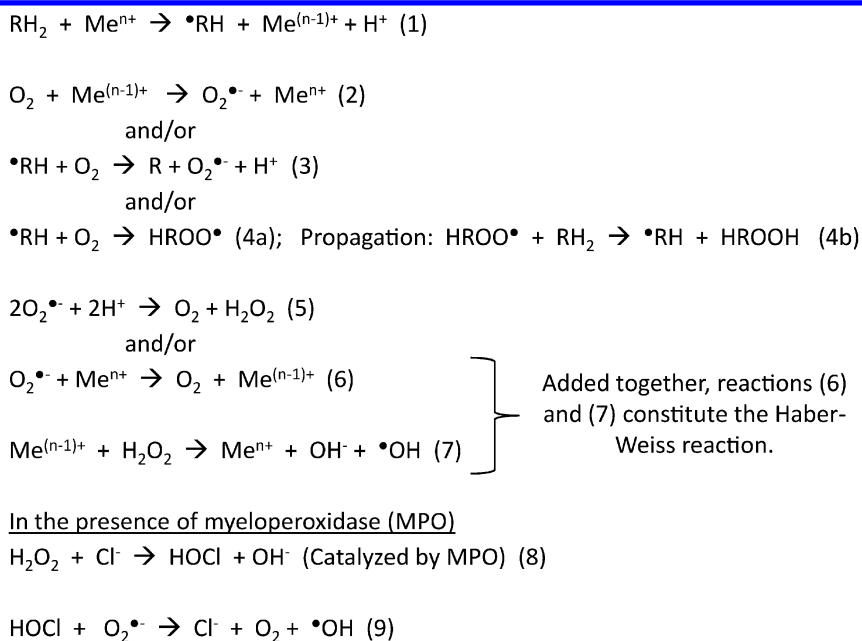 RH₂ + Meⁿ⁺ → •RH + Me⁽ⁿ⁻¹⁾⁺ + H⁺ (1)
O₂ + Me⁽ⁿ⁻¹⁾⁺ → O₂•⁻ + Meⁿ⁺ (2)
and/or
•RH + O₂ → R + O₂•⁻ + H⁺ (3)
and/or
•RH + O₂ → HROO• (4a); Propagation: HROO• + RH₂ → •RH + HROOH (4b)
2O₂•⁻ + 2H⁺ → O₂ + H₂O₂ (5)
and/or
O₂•⁻ + Meⁿ⁺ → O₂ + Me⁽ⁿ⁻¹⁾⁺ (6)
Me⁽ⁿ⁻¹⁾⁺ + H₂O₂ → Meⁿ⁺ + OH⁻ + •OH (7)
Added together, reactions (6)
and (7) constitute the Haber-
Weiss reaction.
In the presence of myeloperoxidase (MPO)
H₂O₂ + Cl⁻ → HOCl + OH⁻ (Catalyzed by MPO) (8)
HOCl + O₂•⁻ → Cl⁻ + O₂ + •OH (9)